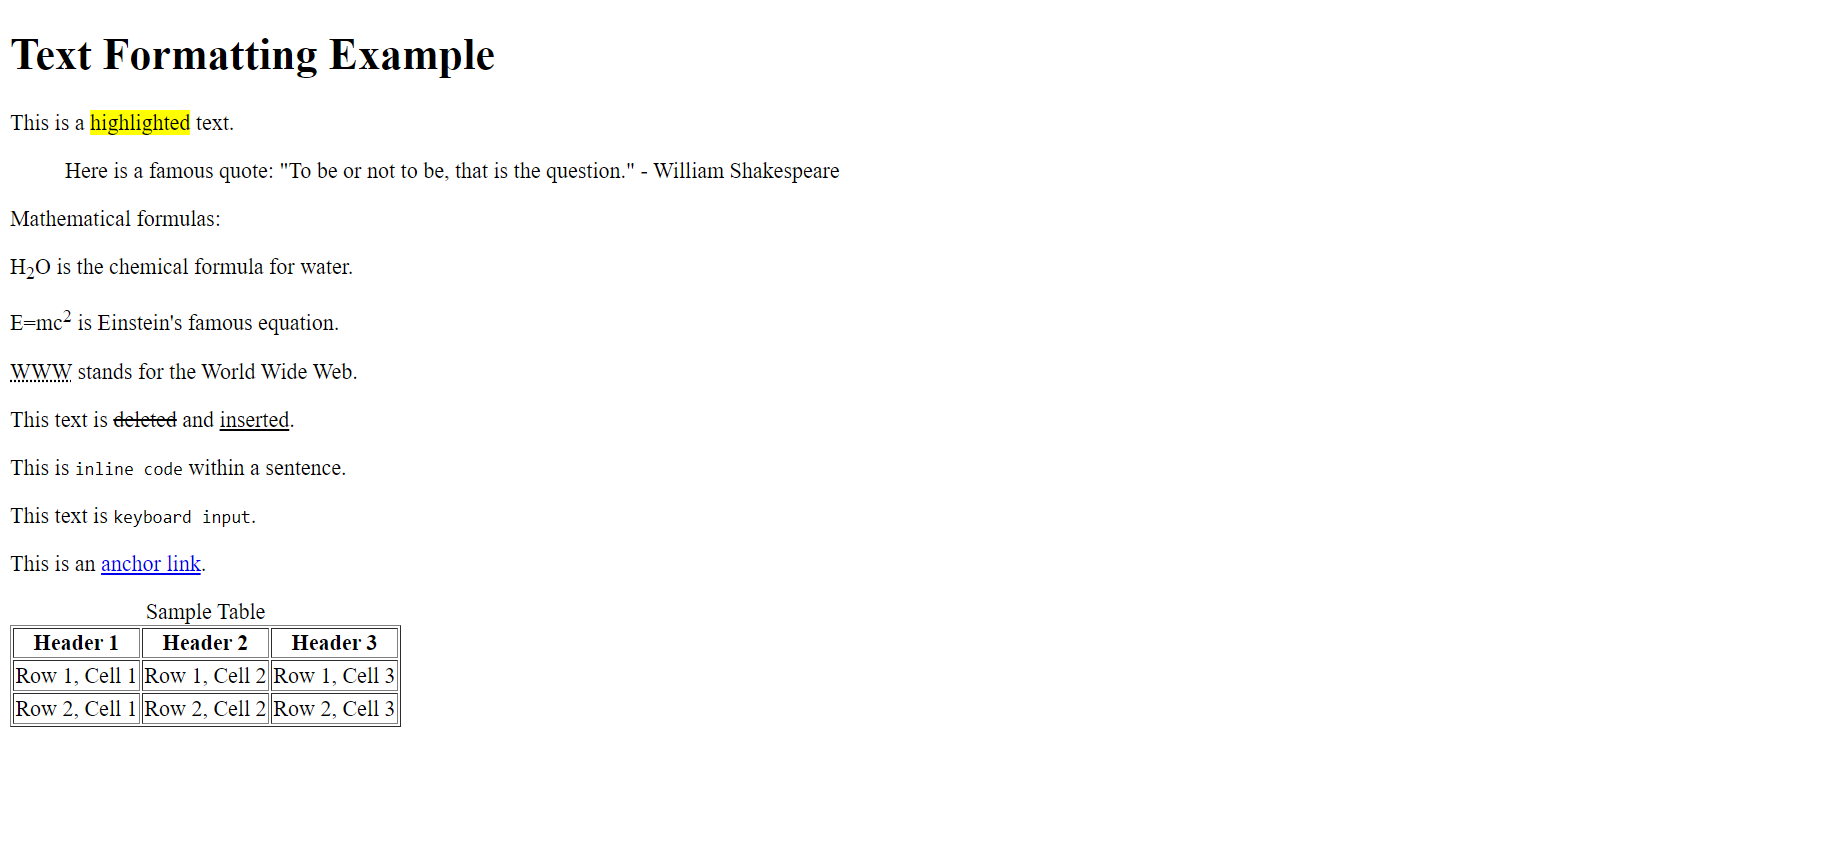 Text Formatting Example
This is a highlighted text.
Here is a famous quote: "To be or not to be, that is the question." - William Shakespeare
Mathematical formulas:
H₂O is the chemical formula for water.
E=mc² is Einstein's famous equation.
WWW stands for the World Wide Web.
This text is deleted and inserted.
This is inline code within a sentence.
This text is keyboard input.
This is an anchor link.
Sample Table
Header 1 Header 2 Header 3
Row 1, Cell 1 Row 1, Cell 2 Row 1, Cell 3
Row 2, Cell 1 Row 2, Cell 2 Row 2, Cell 3